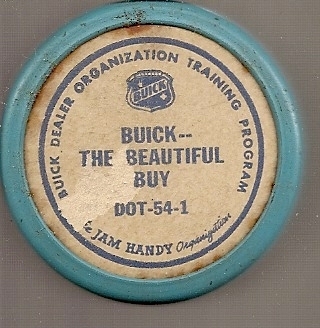 BUICK DEALER ORGANIZATION TRAINING PROGRAM
BUICK
BUICK--
THE BEAUTIFUL
BUY
DOT-54-1
JAM HANDY Organization